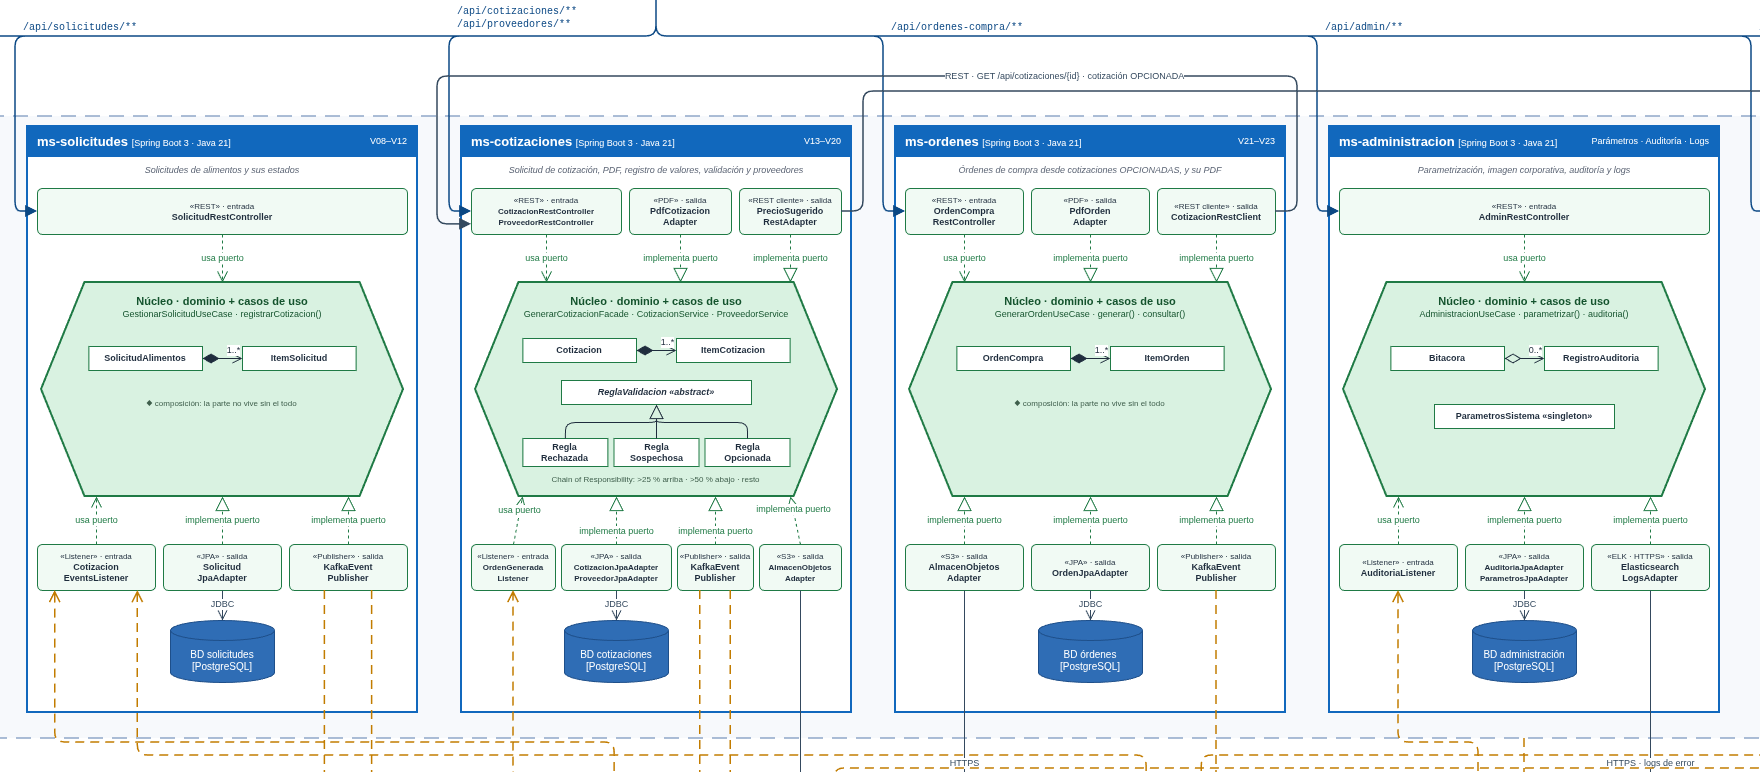 /api/solicitudes/**
/api/cotizaciones/**
/api/proveedores/**
/api/ordenes-compra/**
/api/admin/**
REST · GET /api/cotizaciones/{id} · cotización OPCIONADA
ms-solicitudes [Spring Boot 3 · Java 21]
V08–V12
Solicitudes de alimentos y sus estados
«REST» · entrada
SolicitudRestController
usa puerto
Núcleo · dominio + casos de uso
GestionarSolicitudUseCase · registrarCotizacion()
SolicitudAlimentos
1..*
ItemSolicitud
◆ composición: la parte no vive sin el todo
usa puerto
implementa puerto
implementa puerto
«Listener» · entrada
Cotizacion
EventsListener
«JPA» · salida
Solicitud
JpaAdapter
«Publisher» · salida
KafkaEvent
Publisher
JDBC
BD solicitudes
[PostgreSQL]
ms-cotizaciones [Spring Boot 3 · Java 21]
V13–V20
Solicitud de cotización, PDF, registro de valores, validación y proveedores
«REST» · entrada
CotizacionRestController
ProveedorRestController
«PDF» · salida
PdfCotizacion
Adapter
«REST cliente» · salida
PrecioSugerido
RestAdapter
usa puerto
implementa puerto
implementa puerto
Núcleo · dominio + casos de uso
GenerarCotizacionFacade · CotizacionService · ProveedorService
Cotizacion
1..*
ItemCotizacion
ReglaValidacion «abstract»
Regla
Rechazada
Regla
Sospechosa
Regla
Opcionada
Chain of Responsibility: >25 % arriba · >50 % abajo · resto
usa puerto
implementa puerto
implementa puerto
implementa puerto
«Listener» · entrada
OrdenGenerada
Listener
«JPA» · salida
CotizacionJpaAdapter
ProveedorJpaAdapter
«Publisher» · salida
KafkaEvent
Publisher
«S3» · salida
AlmacenObjetos
Adapter
JDBC
BD cotizaciones
[PostgreSQL]
ms-ordenes [Spring Boot 3 · Java 21]
V21–V23
Órdenes de compra desde cotizaciones OPCIONADAS, y su PDF
«REST» · entrada
OrdenCompra
RestController
«PDF» · salida
PdfOrden
Adapter
«REST cliente» · salida
CotizacionRestClient
usa puerto
implementa puerto
implementa puerto
Núcleo · dominio + casos de uso
GenerarOrdenUseCase · generar() · consultar()
OrdenCompra
1..*
ItemOrden
◆ composición: la parte no vive sin el todo
implementa puerto
implementa puerto
implementa puerto
«S3» · salida
AlmacenObjetos
Adapter
«JPA» · salida
OrdenJpaAdapter
«Publisher» · salida
KafkaEvent
Publisher
JDBC
BD órdenes
[PostgreSQL]
HTTPS
ms-administracion [Spring Boot 3 · Java 21]
Parámetros · Auditoría · Logs
Parametrización, imagen corporativa, auditoría y logs
«REST» · entrada
AdminRestController
usa puerto
Núcleo · dominio + casos de uso
AdministracionUseCase · parametrizar() · auditoria()
Bitacora
0..*
RegistroAuditoria
ParametrosSistema «singleton»
usa puerto
implementa puerto
implementa puerto
«Listener» · entrada
AuditoriaListener
«JPA» · salida
AuditoriaJpaAdapter
ParametrosJpaAdapter
«ELK · HTTPS» · salida
Elasticsearch
LogsAdapter
JDBC
BD administración
[PostgreSQL]
HTTPS · logs de error